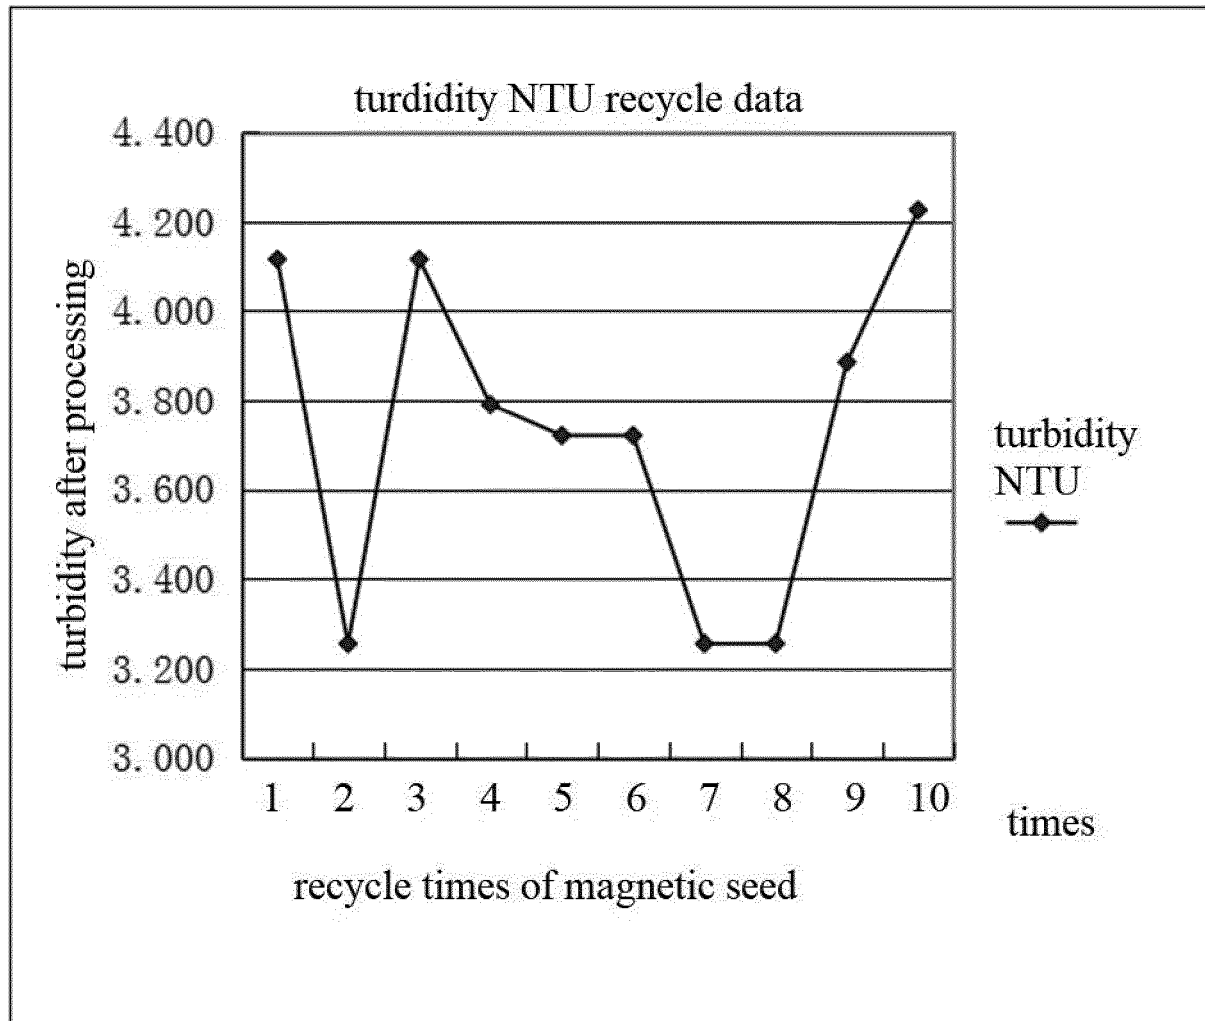 turdidity NTU recycle data
4.400
4.200
4.000
3.800
3.600
3.400
3.200
3.000
turbidity after processing
1 2 3 4 5 6 7 8 9 10
times
recycle times of magnetic seed
turbidity
NTU